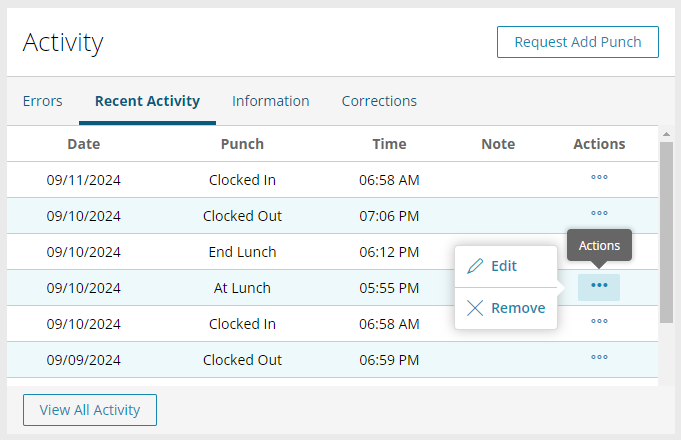 Activity
Request Add Punch
Errors Recent Activity Information Corrections
Date Punch Time Note Actions
09/11/2024 Clocked In 06:58 AM
09/10/2024 Clocked Out 07:06 PM
Actions
09/10/2024 End Lunch 06:12 PM
Edit
09/10/2024 At Lunch 05:55 PM
Remove
09/10/2024 Clocked In 06:58 AM
09/09/2024 Clocked Out 06:59 PM
View All Activity